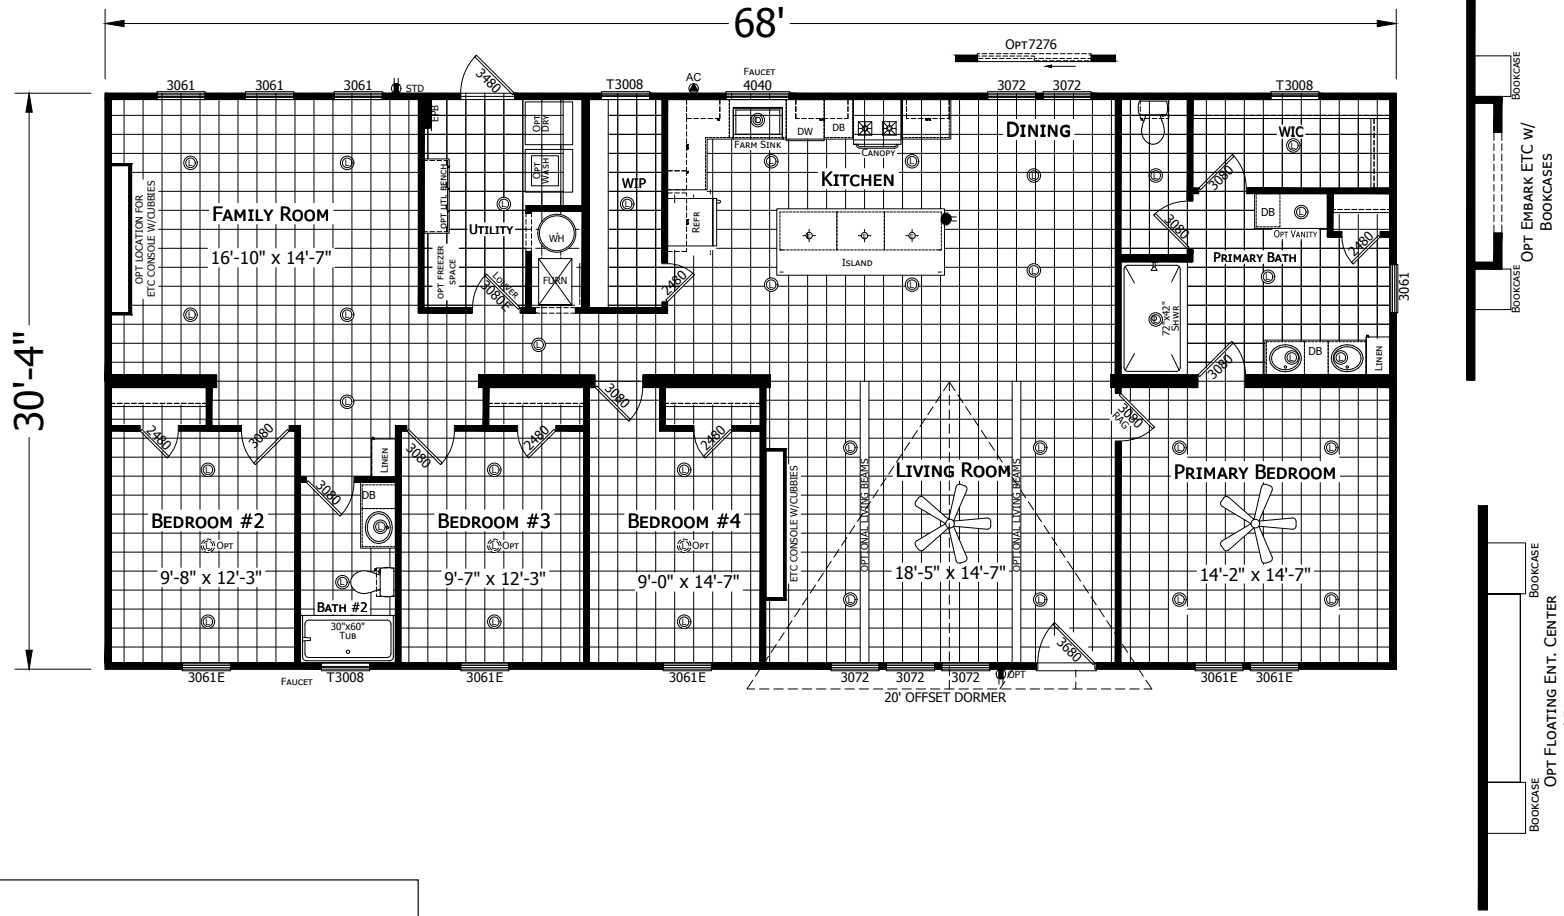 68'
OPT7276
3061
3061
3061
STD
3480
T3008
AC
FAUCET
4040
3072
3072
T3008
BOOKCASE
EPB
OPT DRY
OPT WASH
DW
DB
FARM SINK
CANOPY
DINING
WIC
KITCHEN
WIP
3080
OPT EMBARK ETC W/
BOOKCASES
OPT LOCATION FOR
ETC CONSOLE W/CUBBIES
FAMILY ROOM
16'-10" x 14'-7"
OPT UTL BENCH
UTILITY
OPT FREEZER
SPACE
LOUVER
3080E
WH
FURN
REFR
ISLAND
2480
3080
DB
OPT VANITY
2480
PRIMARY BATH
3061
BOOKCASE
72"x42"
SHWR
DB
LINEN
3080
30'-4"
2480
3080
LINEN
3080
2480
3080
2480
3080
RAG
3080
DB
BEDROOM #2
OPT
9'-8" x 12'-3"
BATH #2
30"x60"
TUB
BEDROOM #3
OPT
9'-7" x 12'-3"
BEDROOM #4
OPT
9'-0" x 14'-7"
ETC CONSOLE W/CUBBIES
OPTIONAL LIVING BEAMS
LIVING ROOM
18'-5" x 14'-7"
OPTIONAL LIVING BEAMS
PRIMARY BEDROOM
14'-2" x 14'-7"
3680
BOOKCASE
OPT FLOATING ENT. CENTER
BOOKCASE
3061E
FAUCET
T3008
3061E
3061E
3072
3072
3072
OPT
3061E
3061E
20' OFFSET DORMER